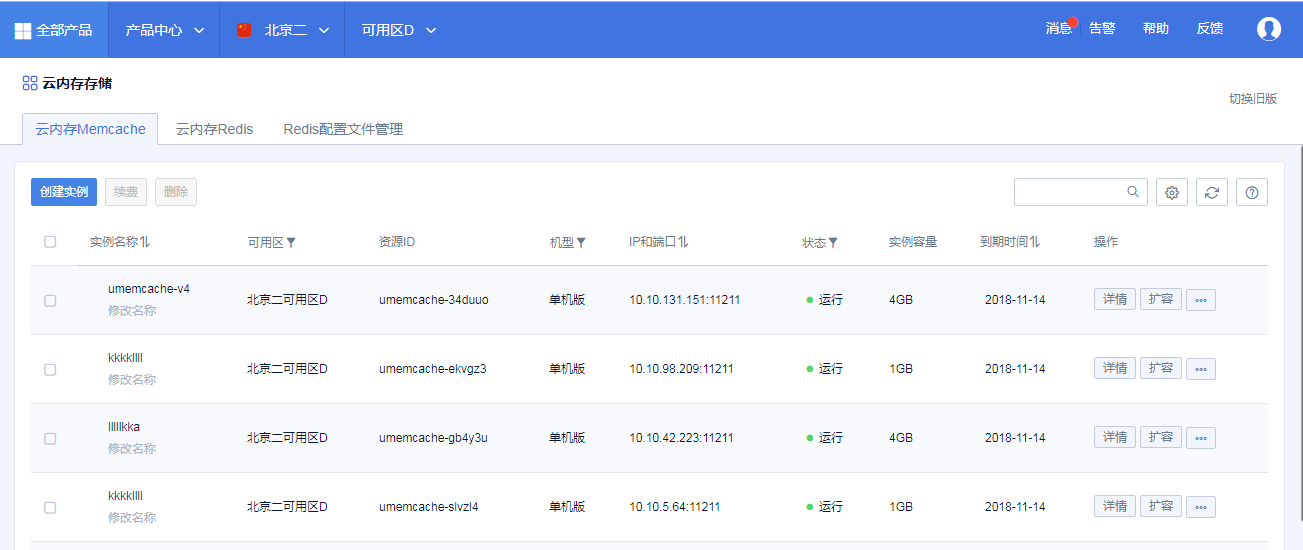 全部产品 产品中心 北京二 可用区D 消息 告警 帮助 反馈
云内存存储
切换旧版
云内存Memcache 云内存Redis Redis配置文件管理
创建实例 续费 删除
实例名称 可用区 资源ID 机型 IP和端口 状态 实例容量 到期时间 操作
umemcache-v4
修改名称
北京二可用区D umemcache-34duuo 单机版 10.10.131.151:11211 运行 4GB 2018-11-14 详情 扩容 ...
kkkkllll
修改名称
北京二可用区D umemcache-ekvgz3 单机版 10.10.98.209:11211 运行 1GB 2018-11-14 详情 扩容 ...
lllllkka
修改名称
北京二可用区D umemcache-gb4y3u 单机版 10.10.42.223:11211 运行 4GB 2018-11-14 详情 扩容 ...
kkkkllll
修改名称
北京二可用区D umemcache-slvzl4 单机版 10.10.5.64:11211 运行 1GB 2018-11-14 详情 扩容 ...